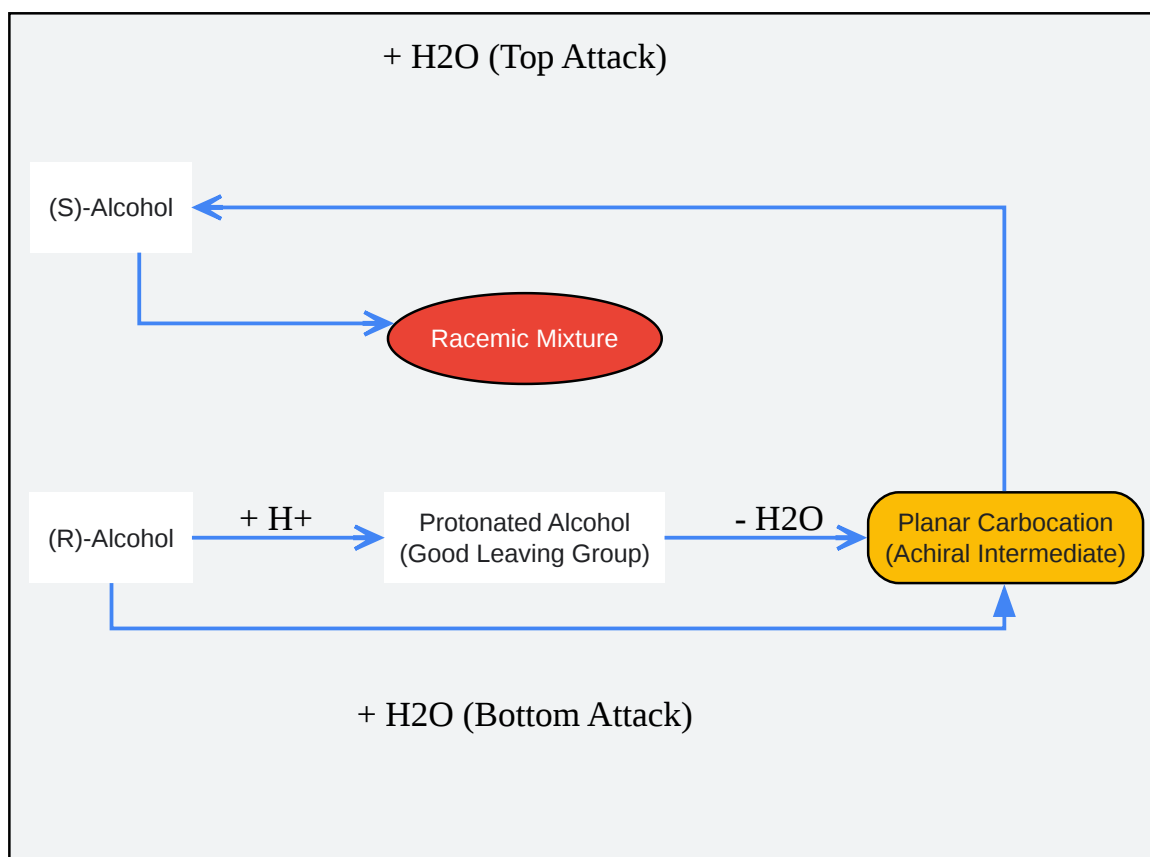 + H2O (Top Attack)
(S)-Alcohol
Racemic Mixture
(R)-Alcohol
+ H+
Protonated Alcohol
(Good Leaving Group)
- H2O
Planar Carbocation
(Achiral Intermediate)
+ H2O (Bottom Attack)